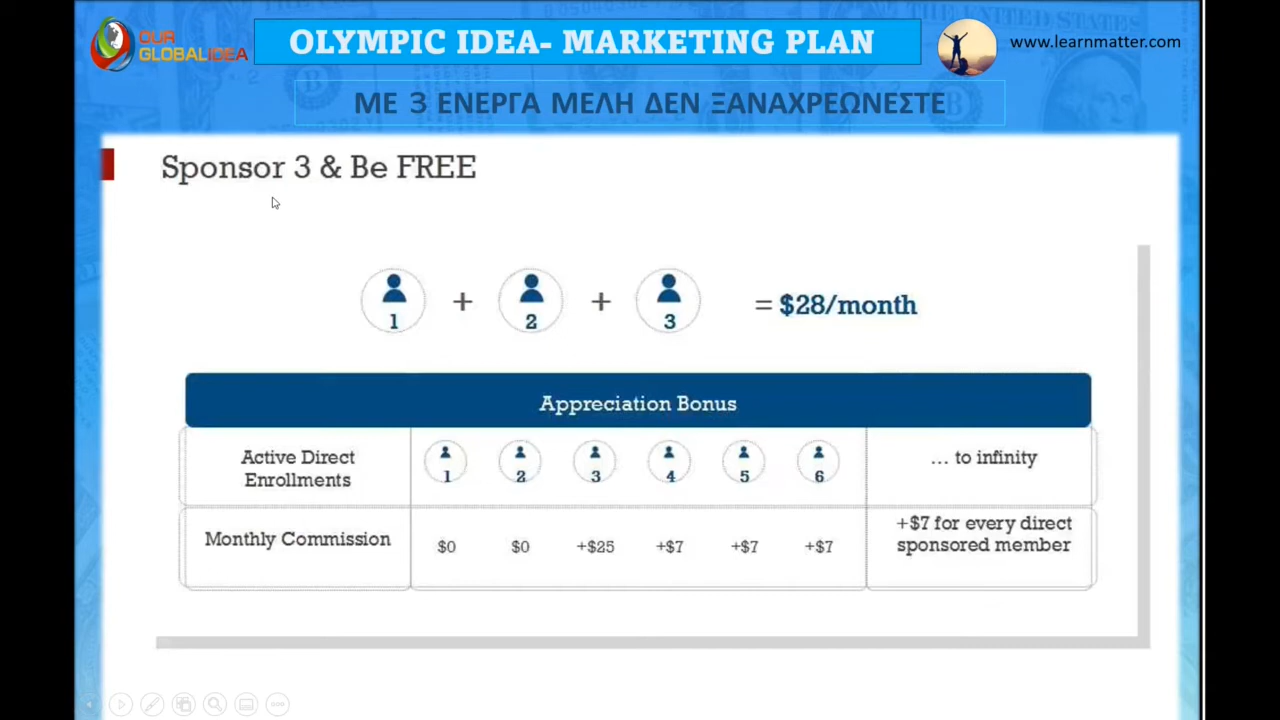 OUR
GLOBALIDEA
OLYMPIC IDEA- MARKETING PLAN
www.learnmatter.com
ΜΕ 3 ΕΝΕΡΓΑ ΜΕΛΗ ΔΕΝ ΞΑΝΑΧΡΕΩΝΕΣΤΕ
Sponsor 3 & Be FREE
1 + 2 + 3 = $28/month
Appreciation Bonus
Active Direct
Enrollments
1 2 3 4 5 6
... to infinity
Monthly Commission
$0 $0 +$25 +$7 +$7 +$7
+$7 for every direct
sponsored member